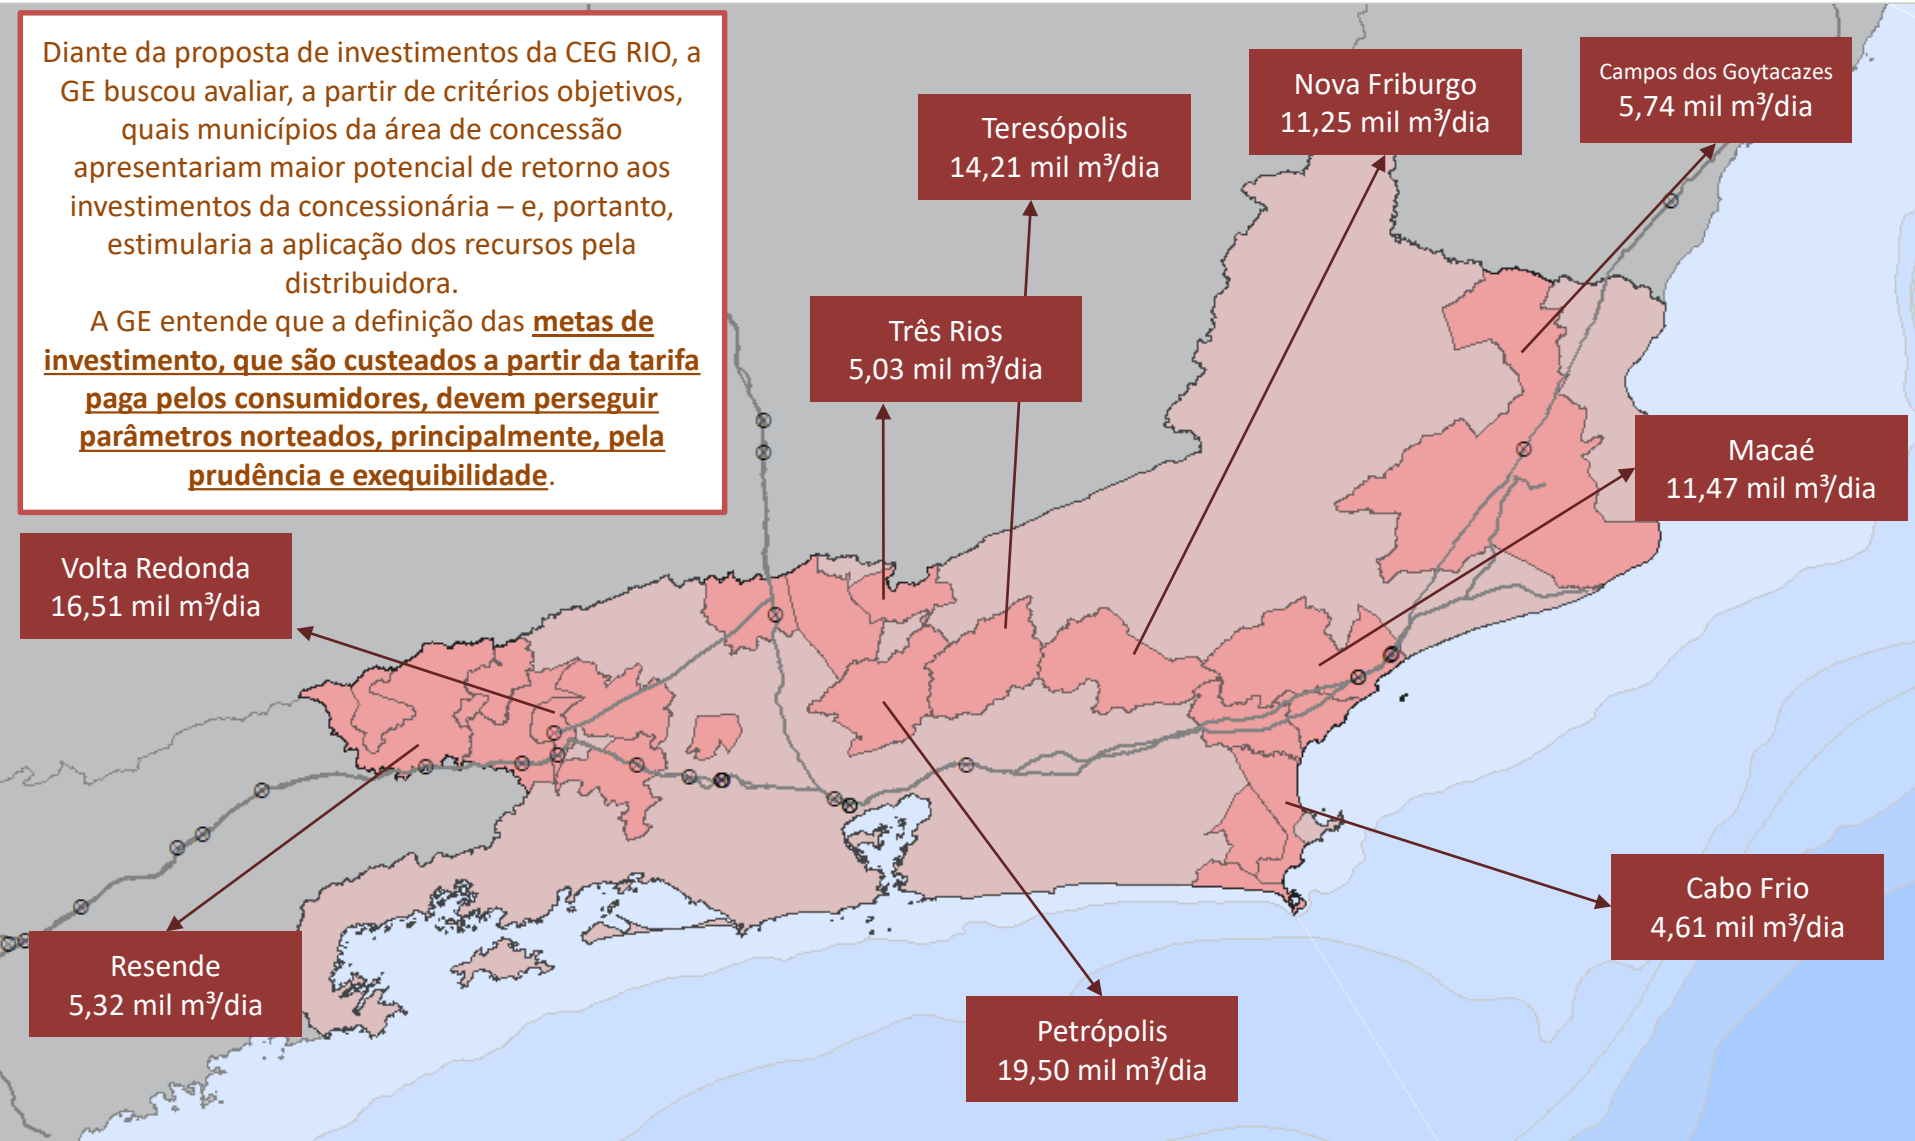 Diante da proposta de investimentos da CEG RIO, a
GE buscou avaliar, a partir de critérios objetivos,
quais municípios da área de concessão
apresentariam maior potencial de retorno aos
investimentos da concessionária – e, portanto,
estimularia a aplicação dos recursos pela
distribuidora.
A GE entende que a definição das metas de
investimento, que são custeados a partir da tarifa
paga pelos consumidores, devem perseguir
parâmetros norteados, principalmente, pela
prudência e exequibilidade.
Campos dos Goytacazes
5,74 mil m³/dia
Nova Friburgo
11,25 mil m³/dia
Teresópolis
14,21 mil m³/dia
Três Rios
5,03 mil m³/dia
Macaé
11,47 mil m³/dia
Volta Redonda
16,51 mil m³/dia
Cabo Frio
4,61 mil m³/dia
Resende
5,32 mil m³/dia
Petrópolis
19,50 mil m³/dia